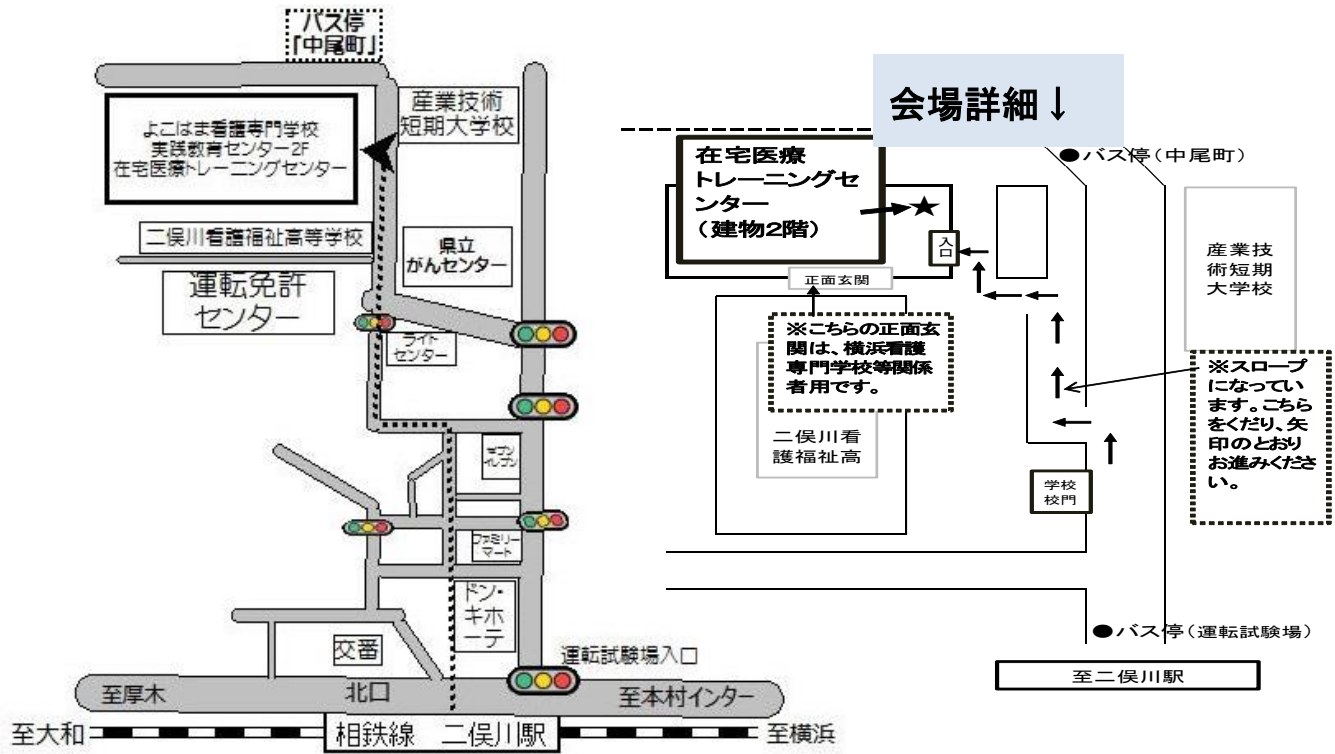 バス停
「中尾町」
産業技術
短期大学校
よこはま看護専門学校
実践教育センター2F
在宅医療トレーニングセンター
二俣川看護福祉高等学校
県立
がんセンター
運転免許
センター
ライト
センター
セブン
イレブン
ファミリー
マート
ドン・
キホ
ーテ
交番
運転試験場入口
至厚木
北口
至本村インター
至大和
相鉄線 二俣川駅
至横浜
会場詳細↓
●バス停(中尾町)
在宅医療
トレーニングセ
ンター
(建物2階)
入口
正面玄関
産業技
術短期
大学校
※こちらの正面玄
関は、横浜看護
専門学校等関係
者用です。
※スロープ
になってい
ます。こちら
をくだり、矢
印のとおり
お進みくださ
い。
二俣川看
護福祉高
学校
校門
●バス停(運転試験場)
至二俣川駅